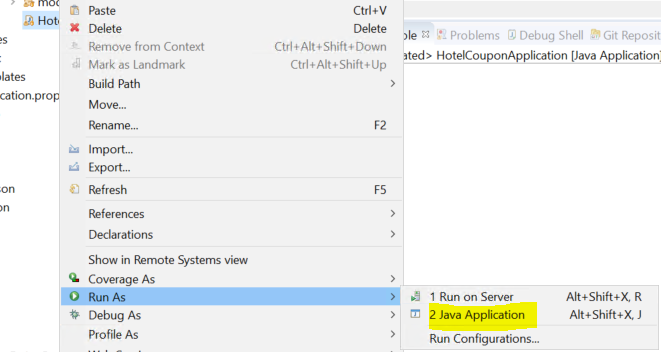 mod
Hote
es
plates
cation.prop
son
on
Paste Ctrl+V
Delete Delete
Remove from Context Ctrl+Alt+Shift+Down
Mark as Landmark Ctrl+Alt+Shift+Up
Build Path
Move...
Rename... F2
Import...
Export...
Refresh F5
References
Declarations
Show in Remote Systems view
Coverage As
Run As
Debug As
Profile As
ole Problems Debug Shell Git Reposit
ated> HotelCouponApplication [Java Application]
1 Run on Server Alt+Shift+X, R
2 Java Application Alt+Shift+X, J
Run Configurations...